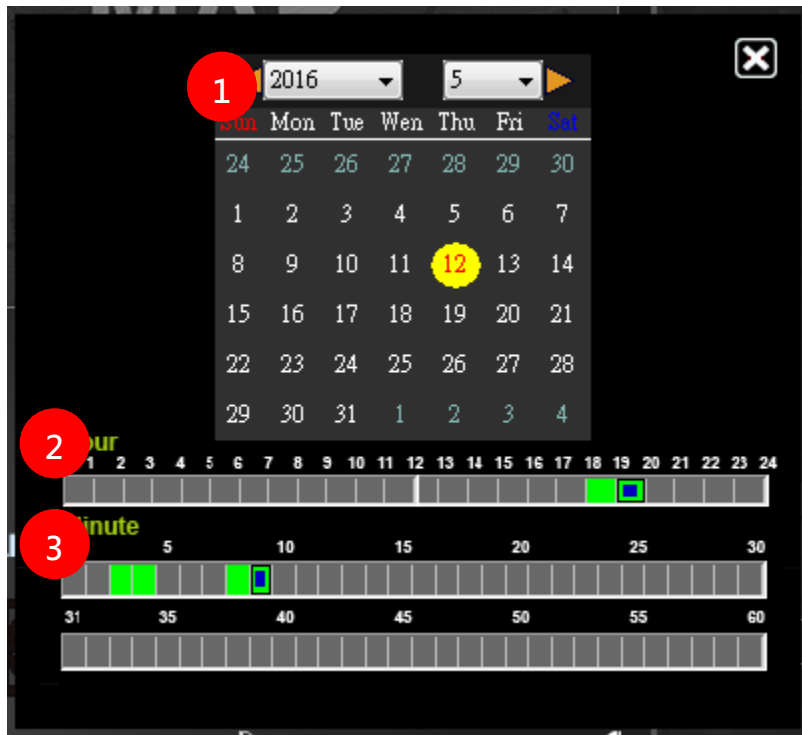 1
2016 5
Sun Mon Tue Wen Thu Fri Sat
24 25 26 27 28 29 30
1 2 3 4 5 6 7
8 9 10 11 12 13 14
15 16 17 18 19 20 21
22 23 24 25 26 27 28
29 30 31 1 2 3 4
2 our
1 2 3 4 5 6 7 8 9 10 11 12 13 14 15 16 17 18 19 20 21 22 23 24
3 inute
5 10 15 20 25 30
31 35 40 45 50 55 60